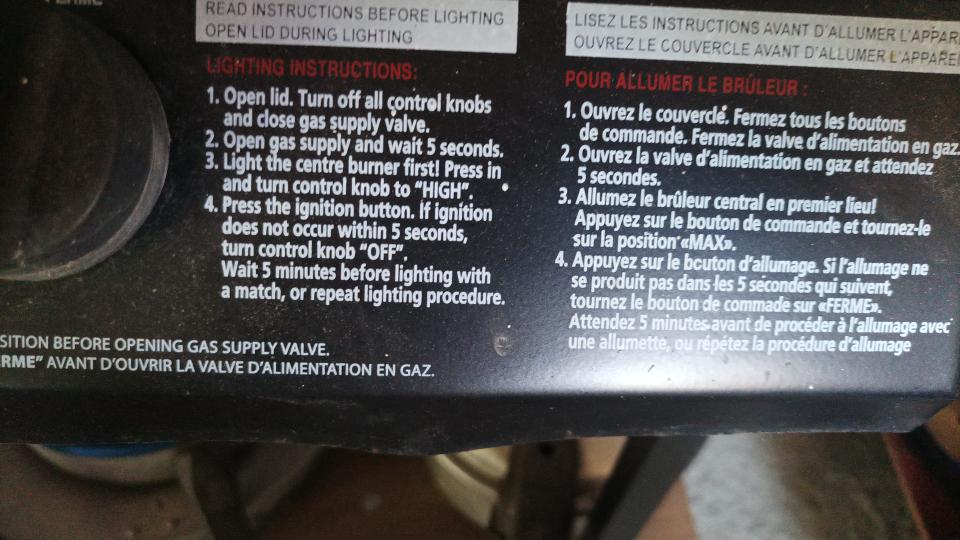 READ INSTRUCTIONS BEFORE LIGHTING
OPEN LID DURING LIGHTING
LIGHTING INSTRUCTIONS:
1. Open lid. Turn off all control knobs
and close gas supply valve.
2. Open gas supply and wait 5 seconds.
3. Light the centre burner first! Press in
and turn control knob to “HIGH”.
4. Press the ignition button. If ignition
does not occur within 5 seconds,
turn control knob “OFF”.
Wait 5 minutes before lighting with
a match, or repeat lighting procedure.
LISEZ LES INSTRUCTIONS AVANT D'ALLUMER L'APPAR
OUVREZ LE COUVERCLE AVANT D'ALLUMER L'APPAREI
POUR ALLUMER LE BRÛLEUR :
1. Ouvrez le couvercle. Fermez tous les boutons
de commande. Fermez la valve d'alimentation en gaz.
2. Ouvrez la valve d'alimentation en gaz et attendez
5 secondes.
3. Allumez le brûleur central en premier lieu!
Appuyez sur le bouton de commande et tournez-le
sur la position «MAX».
4. Appuyez sur le bouton d'allumage. Si l'allumage ne
se produit pas dans les 5 secondes qui suivent,
tournez le bouton de commade sur «FERME».
Attendez 5 minutes avant de procéder à l'allumage avec
une allumette, ou répétez la procédure d'allumage
SITION BEFORE OPENING GAS SUPPLY VALVE.
ERME” AVANT D'OUVRIR LA VALVE D'ALIMENTATION EN GAZ.